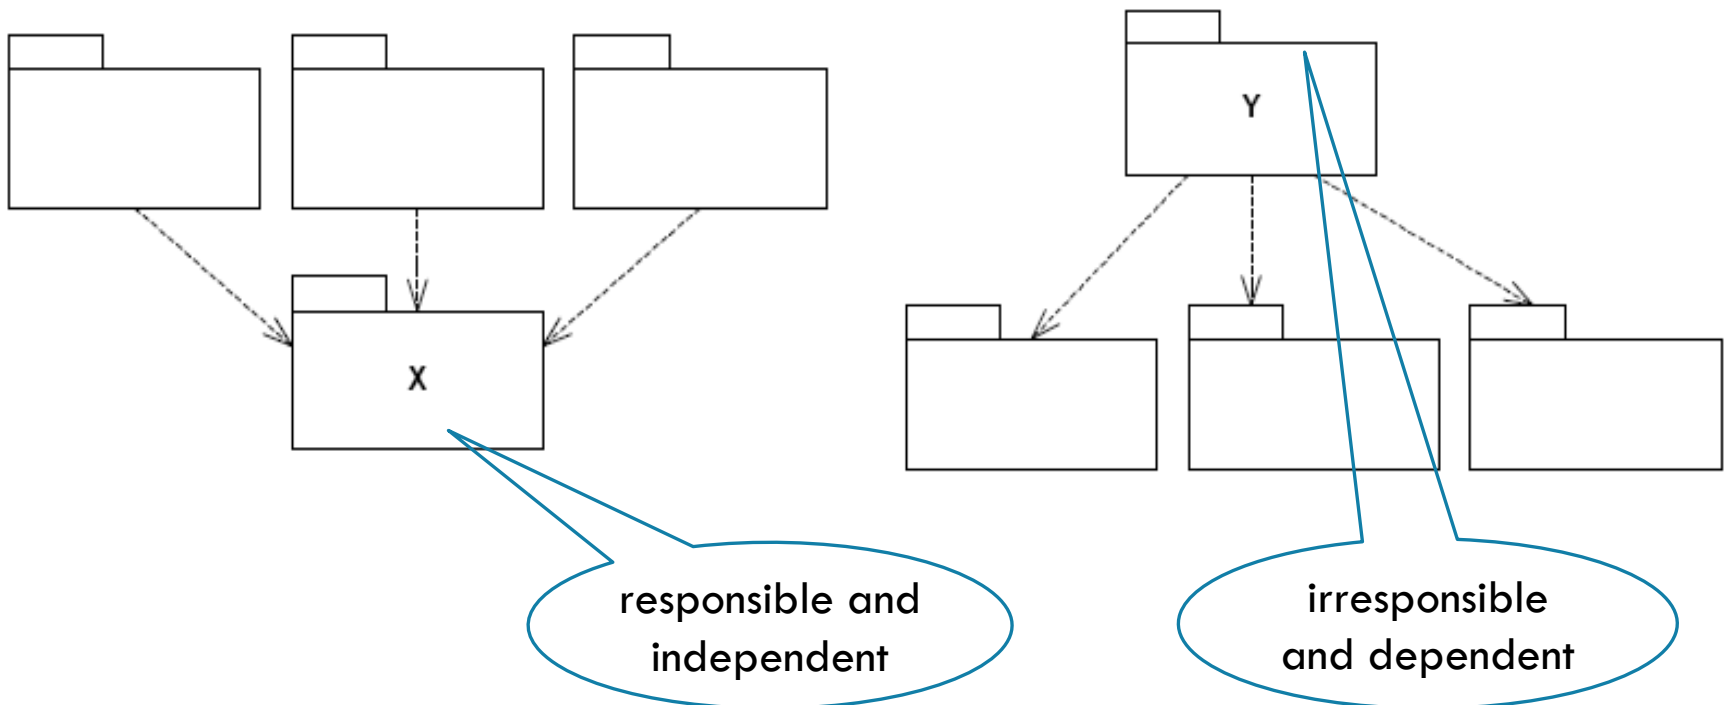 Y
X
responsible and
independent
irresponsible
and dependent